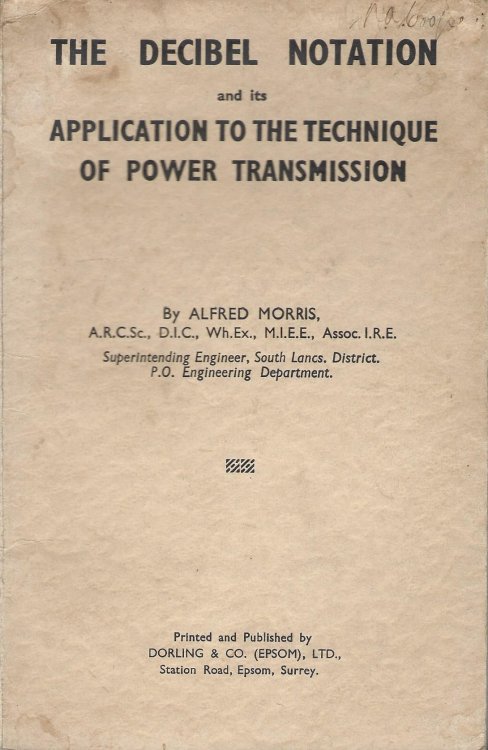 THE DECIBEL NOTATION
and its
APPLICATION TO THE TECHNIQUE
OF POWER TRANSMISSION
By ALFRED MORRIS,
A.R.C.Sc., D.I.C., Wh.Ex., M.I.E.E., Assoc. I.R.E.
Superintending Engineer, South Lancs. District.
P.O. Engineering Department.
Printed and Published by
DORLING & CO. (EPSOM), LTD.,
Station Road, Epsom, Surrey.